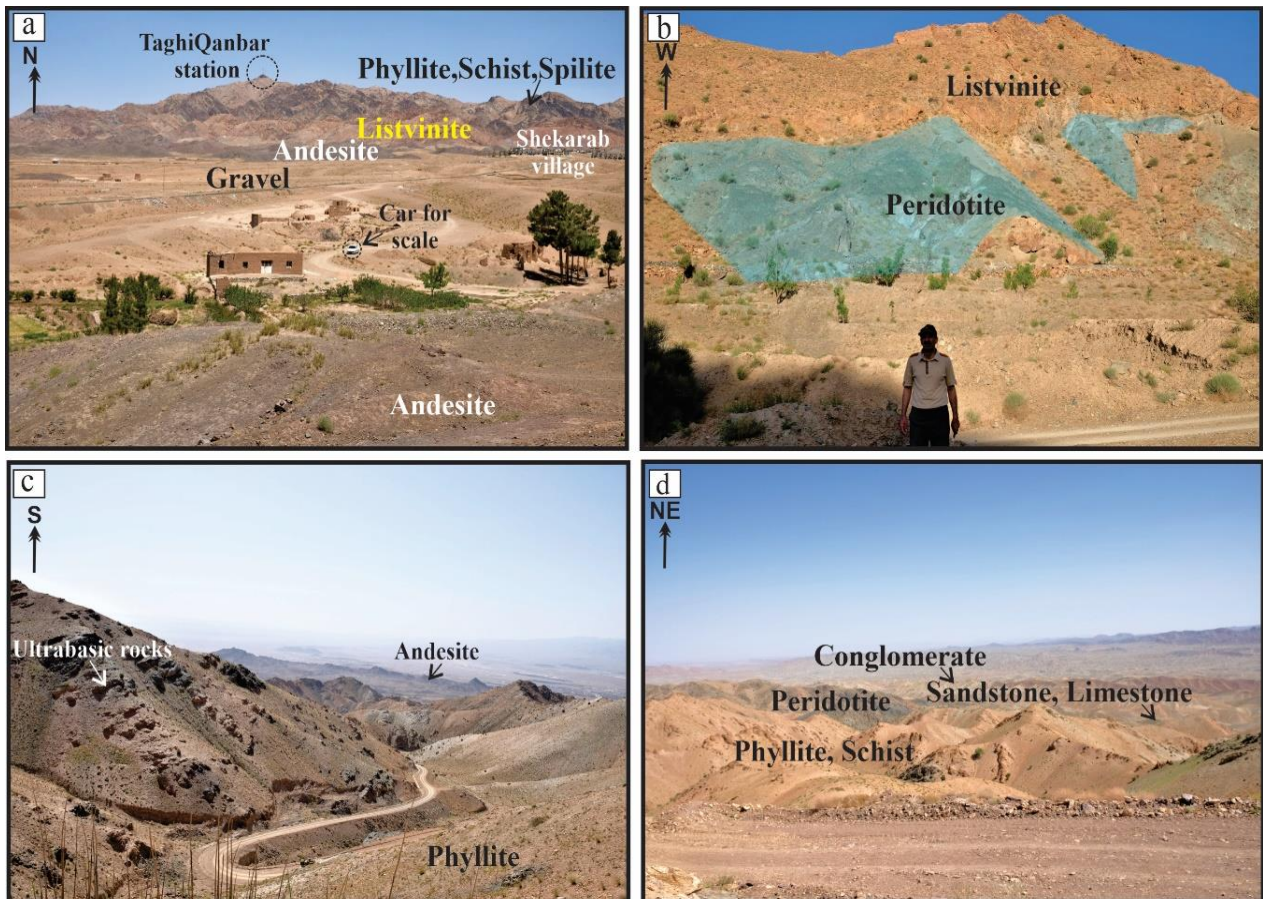 a
N
TaghiQanbar
station
Phyllite,Schist,Spilite
Listvinite
Andesite
Shekarab
village
Gravel
Car for
scale
Andesite
b
W
Listvinite
Peridotite
c
S
Ultrabasic rocks
Andesite
Phyllite
d
NE
Conglomerate
Peridotite
Sandstone, Limestone
Phyllite, Schist